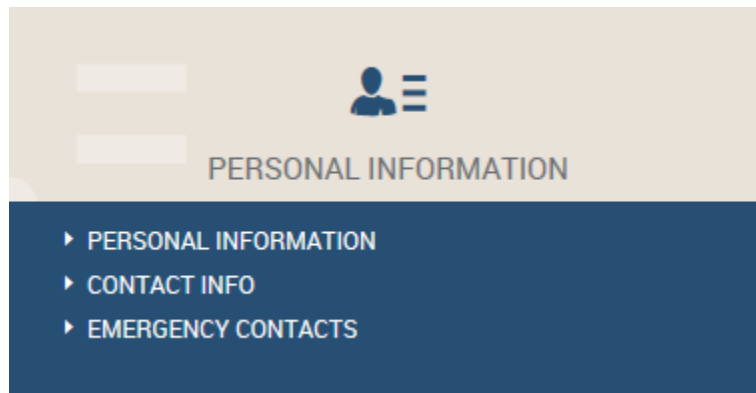 PERSONAL INFORMATION
PERSONAL INFORMATION
CONTACT INFO
EMERGENCY CONTACTS